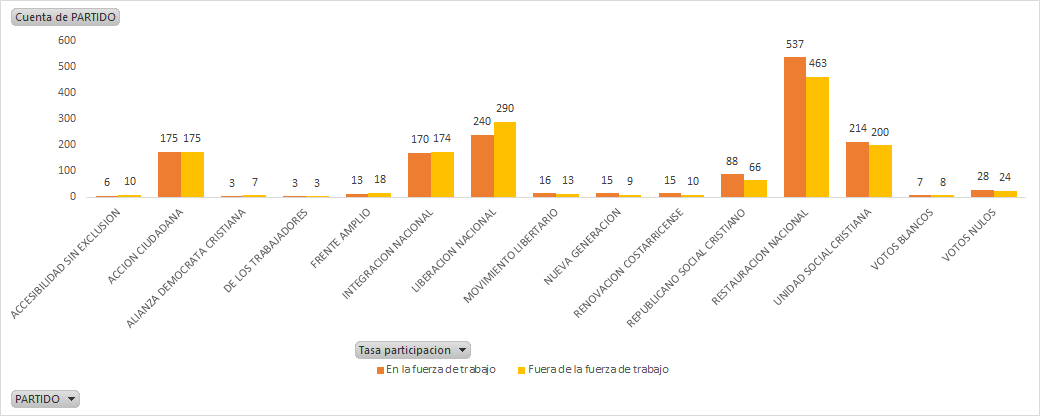 Cuenta de PARTIDO
600
500
400
300
200
100
0
6 10
175 175
3 7
3 3
13 18
170 174
240 290
16 13
15 9
15 10
88 66
537 463
214 200
7 8
28 24
ACCESIBILIDAD SIN EXCLUSION
ACCION CIUDADANA
ALIANZA DEMOCRATA CRISTIANA
DE LOS TRABAJADORES
FRENTE AMPLIO
INTEGRACION NACIONAL
LIBERACION NACIONAL
MOVIMIENTO LIBERTARIO
NUEVA GENERACION
RENOVACION COSTARRICENSE
REPUBLICANO SOCIAL CRISTIANO
RESTAURACION NACIONAL
UNIDAD SOCIAL CRISTIANA
VOTOS BLANCOS
VOTOS NULOS
Tasa participacion
En la fuerza de trabajo Fuera de la fuerza de trabajo
PARTIDO